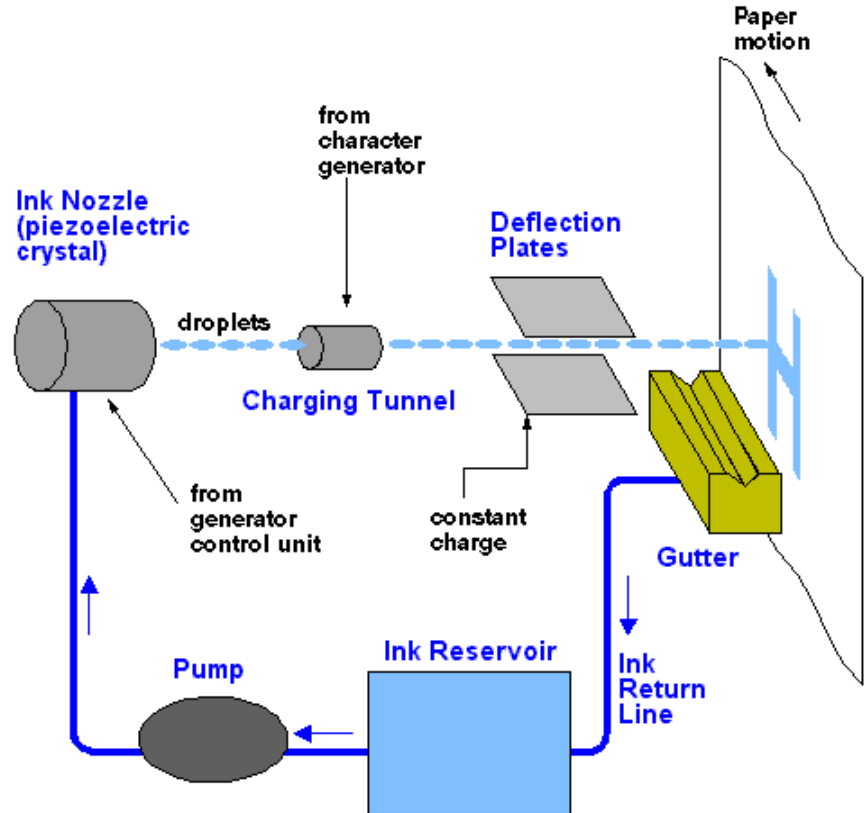 Paper
motion
from
character
generator
Ink Nozzle
(piezoelectric
crystal)
Deflection
Plates
droplets
Charging Tunnel
from
generator
control unit
constant
charge
Gutter
Pump
Ink Reservoir
Ink
Return
Line